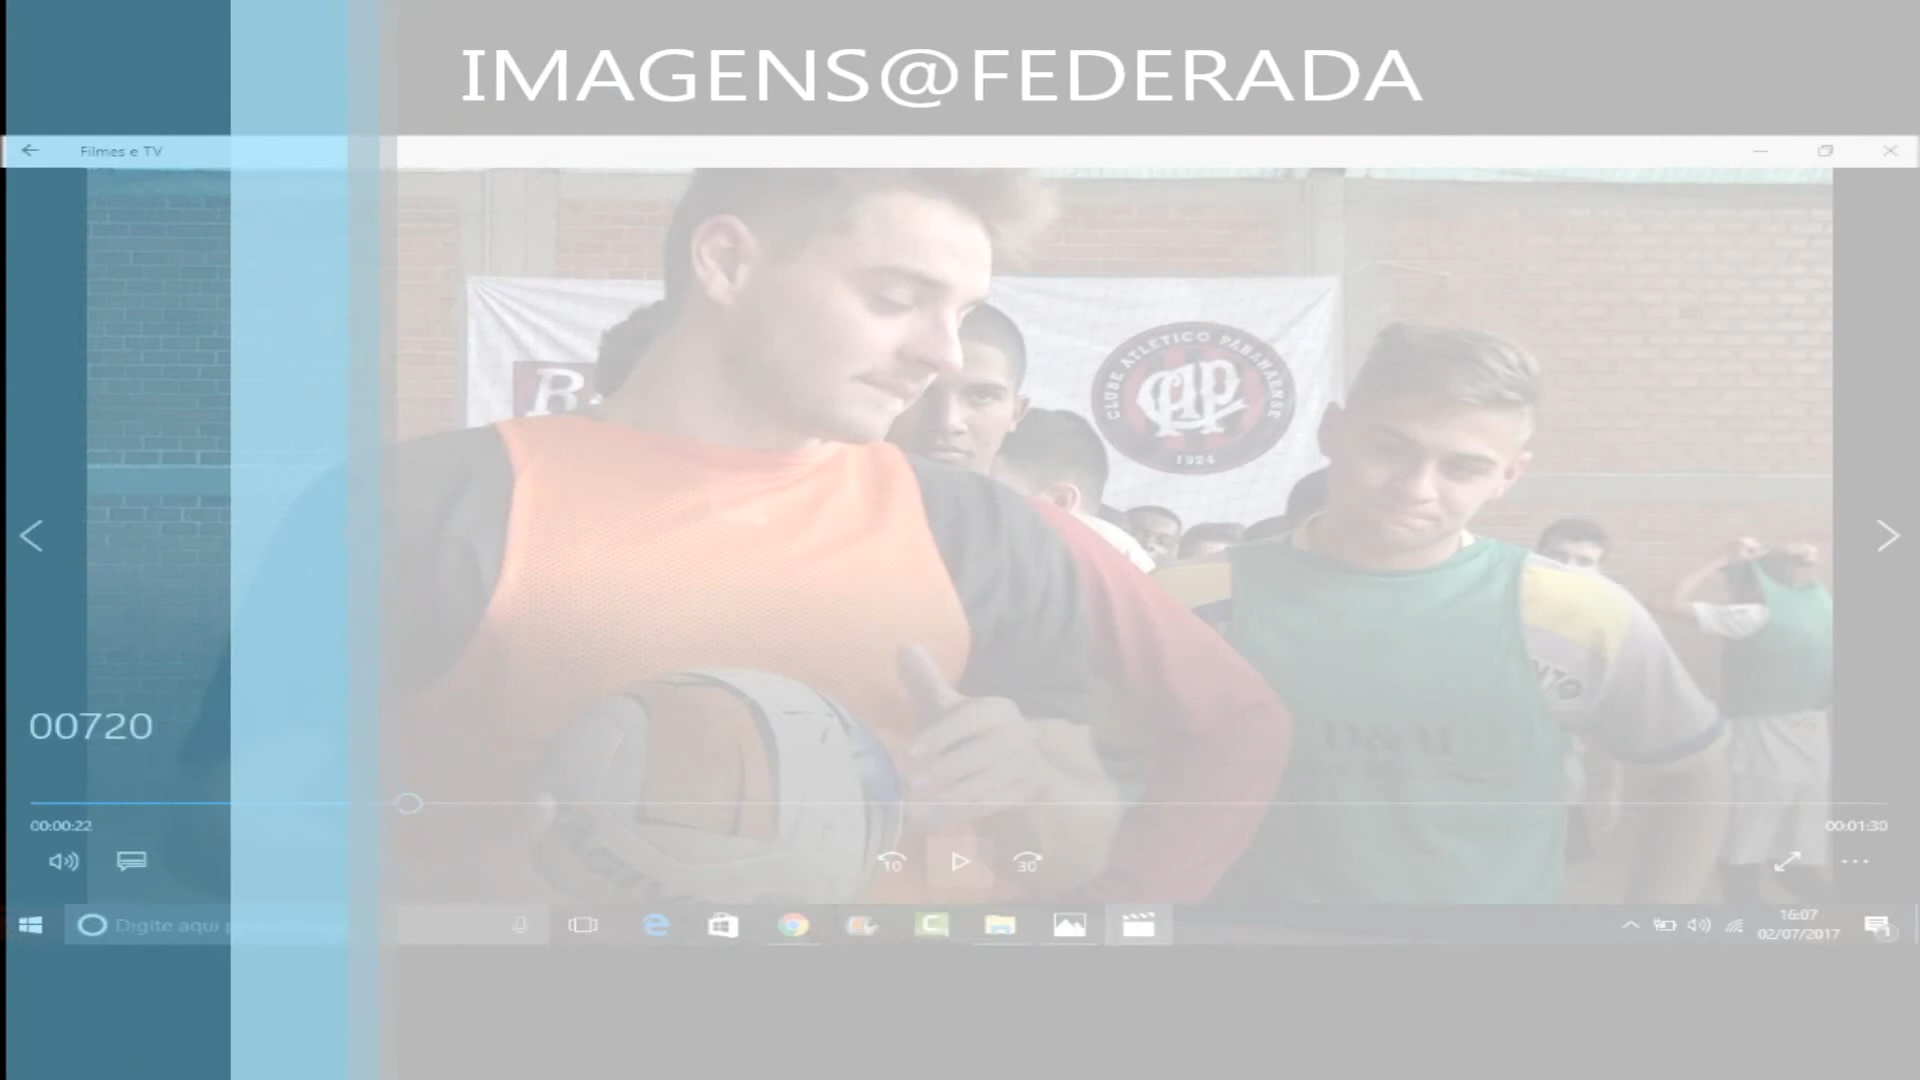 IMAGENS@FEDERADA
Filmes e TV
CLUBE ATLETICO PARANAENSE
CAP
1924
00720
00:00:22
00:01:30
10
30
Digite aqui
16:07
02/07/2017
1